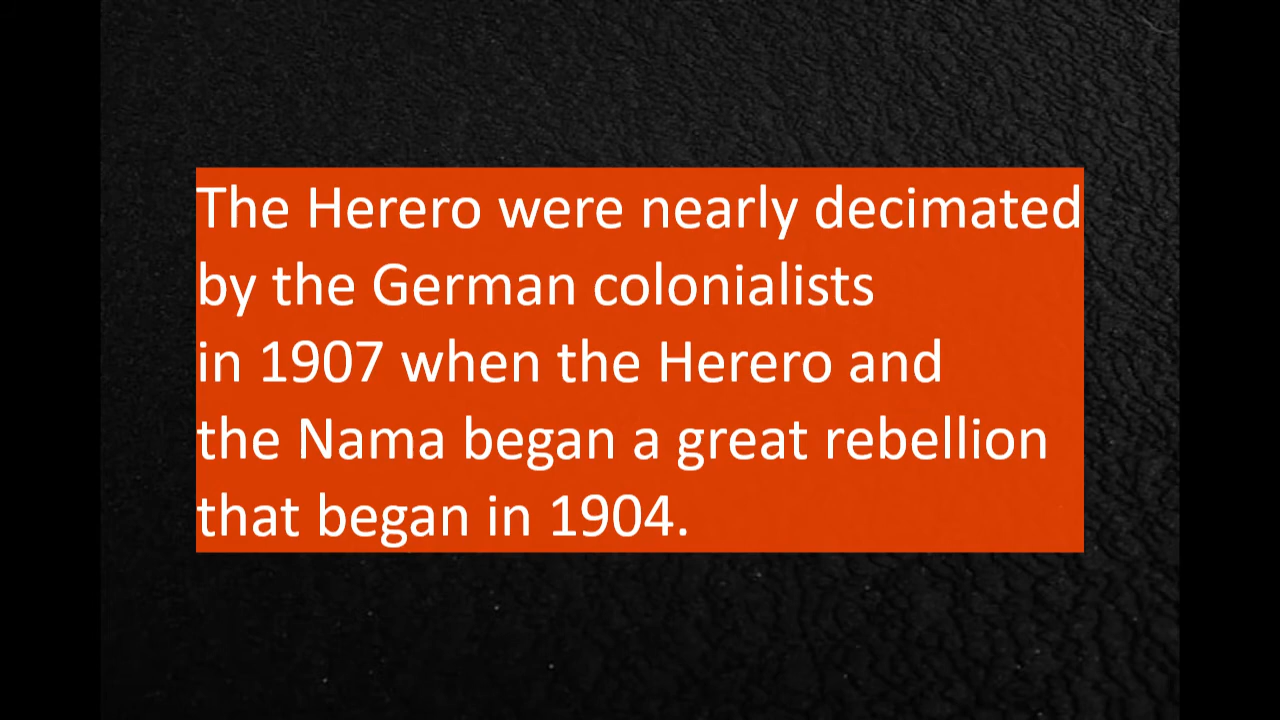 The Herero were nearly decimated
by the German colonialists
in 1907 when the Herero and
the Nama began a great rebellion
that began in 1904.